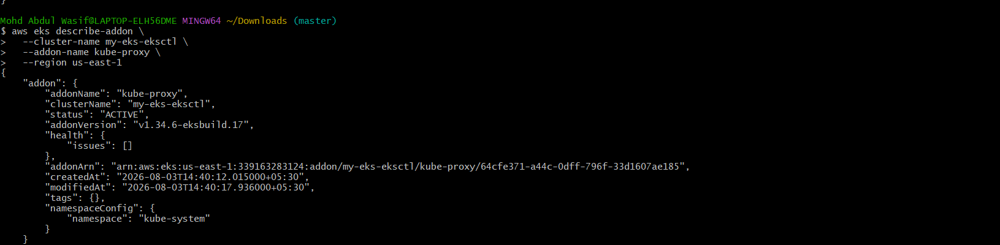 }
Mohd Abdul Wasif@LAPTOP-ELH56DME MINGW64 ~/Downloads (master)
$ aws eks describe-addon \
>   --cluster-name my-eks-eksctl \
>   --addon-name kube-proxy \
>   --region us-east-1
{
    "addon": {
        "addonName": "kube-proxy",
        "clusterName": "my-eks-eksctl",
        "status": "ACTIVE",
        "addonVersion": "v1.34.6-eksbuild.17",
        "health": {
            "issues": []
        },
        "addonArn": "arn:aws:eks:us-east-1:339163283124:addon/my-eks-eksctl/kube-proxy/64cfe371-a44c-0dff-796f-33d1607ae185",
        "createdAt": "2026-08-03T14:40:12.015000+05:30",
        "modifiedAt": "2026-08-03T14:40:17.936000+05:30",
        "tags": {},
        "namespaceConfig": {
            "namespace": "kube-system"
        }
    }